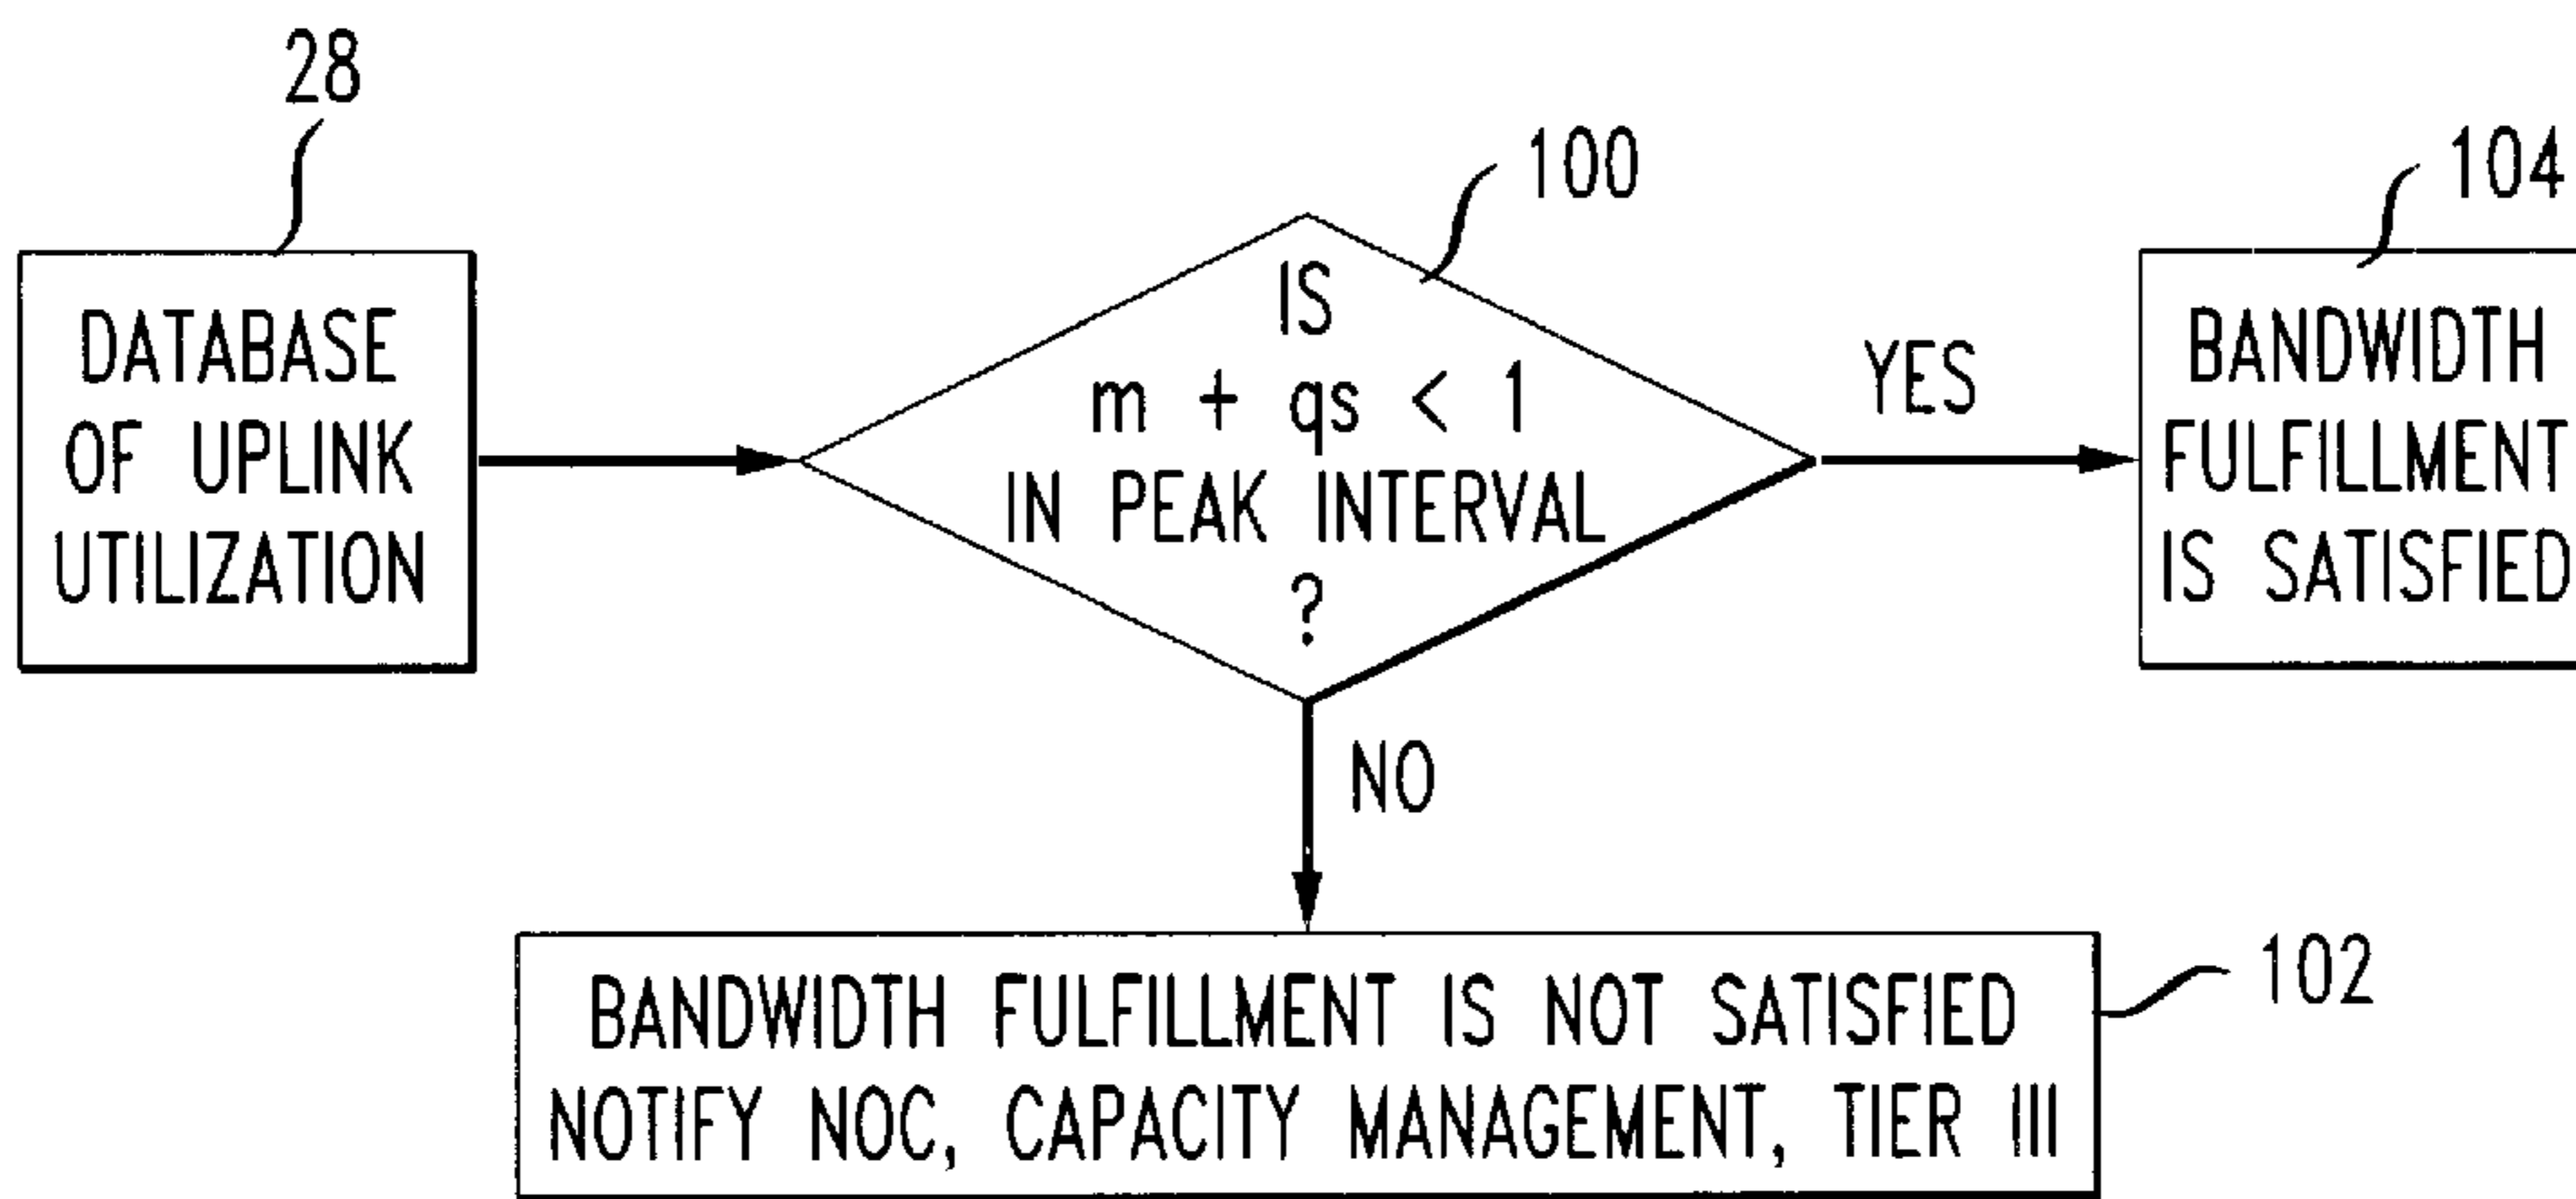 28
DATABASE
OF UPLINK
UTILIZATION
100
IS
m + qs < 1
IN PEAK INTERVAL
?
YES
104
BANDWIDTH
FULFILLMENT
IS SATISFIED
NO
BANDWIDTH FULFILLMENT IS NOT SATISFIED
NOTIFY NOC, CAPACITY MANAGEMENT, TIER III
102